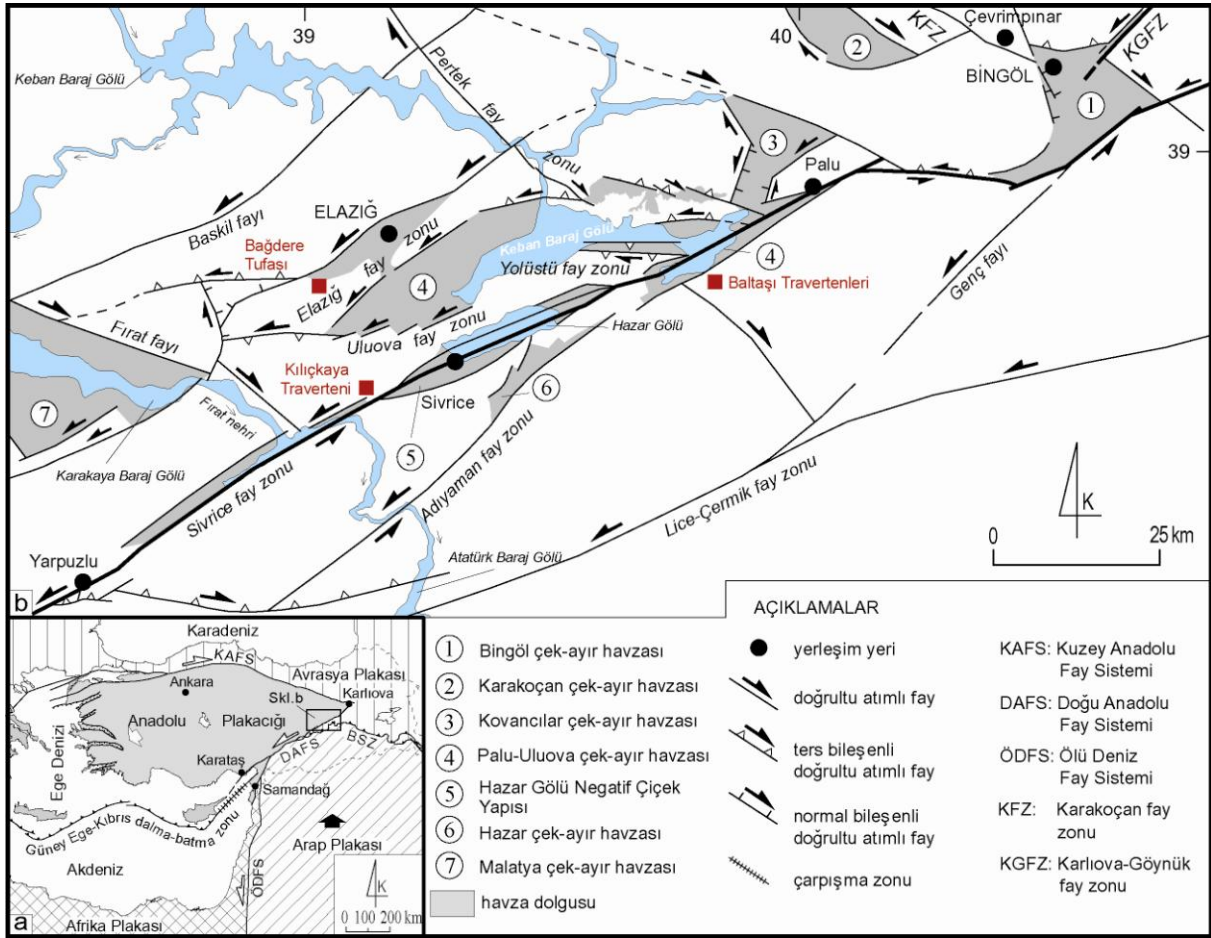 39
40
Çevrimpınar
KFZ
2
KGFZ
BİNGÖL
1
Keban Baraj Gölü
Pertek
fay
zonu
3
Palu
39
Baskil fayı
ELAZIĞ
zonu
fay
Elazığ
Bağdere
Tufası
Keban Baraj Gölü
4
4
Yolüstü fay zonu
Baltaşı Travertenleri
Genç fayı
Hazar Gölü
Fırat fayı
Uluova fay zonu
Kılıçkaya
Traverteni
Sivrice
6
7
Fırat nehri
5
Karakaya Baraj Gölü
Sivrice fay zonu
Adıyaman fay zonu
Lice-Çermik fay zonu
K
0 25 km
Yarpuzlu
Atatürk Baraj Gölü
b
Karadeniz
KAFS
Avrasya Plakası
Ankara
Karlıova
Skl.b
Anadolu Plakacığı
Ege Denizi
DAFS
BSZ
Karataş
Samandağ
Güney Ege-Kıbrıs dalma-batma zonu
Arap Plakası
Akdeniz
ÖDFS
K
0 100 200 km
Afrika Plakası
a
1 Bingöl çek-ayır havzası
2 Karakoçan çek-ayır havzası
3 Kovancılar çek-ayır havzası
4 Palu-Uluova çek-ayır havzası
5 Hazar Gölü Negatif Çiçek
Yapısı
6 Hazar çek-ayır havzası
7 Malatya çek-ayır havzası
havza dolgusu
AÇIKLAMALAR
yerleşim yeri
doğrultu atımlı fay
ters bileşenli
doğrultu atımlı fay
normal bileşenli
doğrultu atımlı fay
çarpışma zonu
KAFS: Kuzey Anadolu
Fay Sistemi
DAFS: Doğu Anadolu
Fay Sistemi
ÖDFS: Ölü Deniz
Fay Sistemi
KFZ: Karakoçan fay
zonu
KGFZ: Karlıova-Göynük
fay zonu